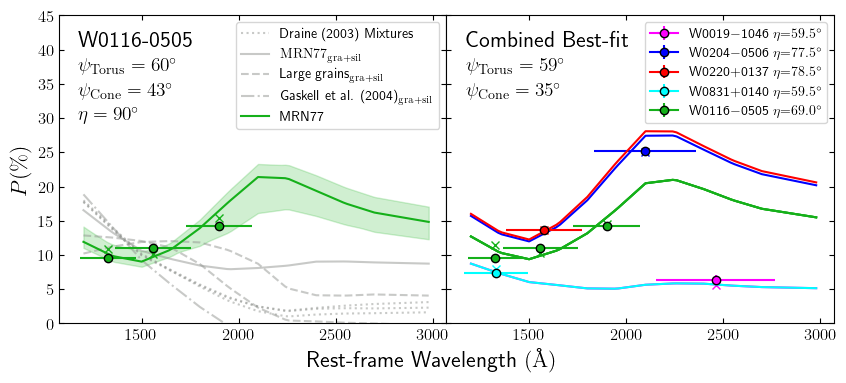 W0116-0505
ψTorus = 60°
ψCone = 43°
η = 90°
Draine (2003) Mixtures
MRN77gra+sil
Large grainsgra+sil
Gaskell et al. (2004)gra+sil
MRN77
Combined Best-fit
ψTorus = 59°
ψCone = 35°
W0019−1046 η=59.5°
W0204−0506 η=77.5°
W0220+0137 η=78.5°
W0831+0140 η=59.5°
W0116−0505 η=69.0°
P(%)
45
40
35
30
25
20
15
10
5
0
1500
2000
2500
3000
1500
2000
2500
3000
Rest-frame Wavelength (Å)